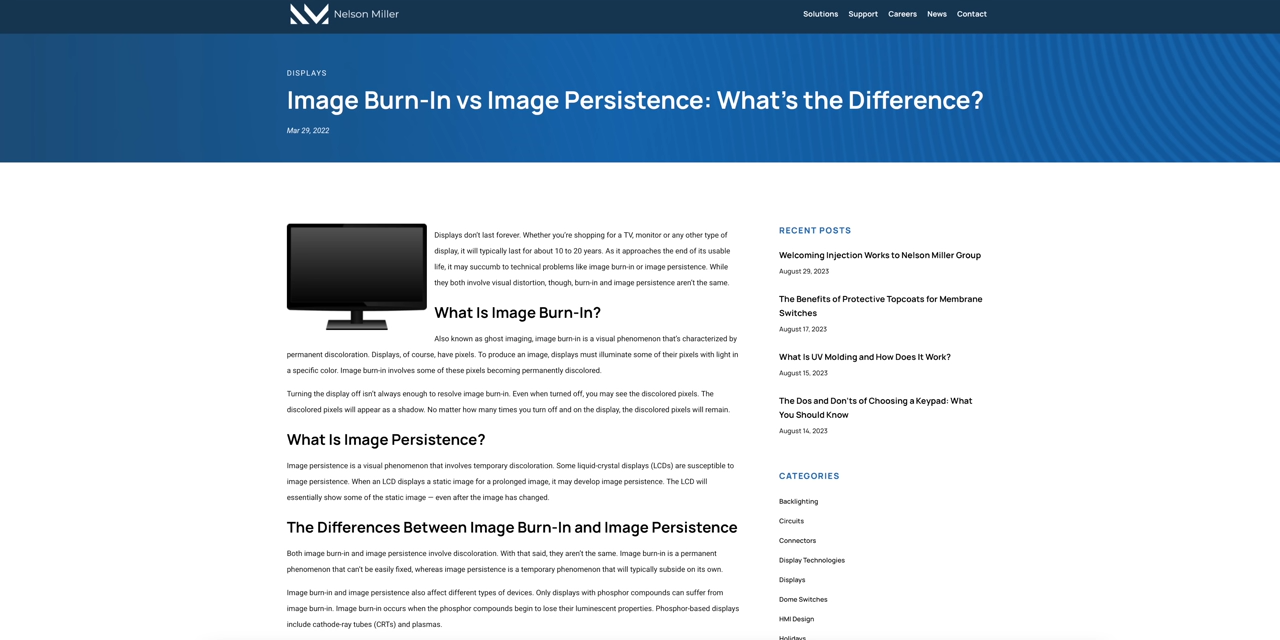 Nelson Miller
Solutions
Support
Careers
News
Contact
DISPLAYS
Image Burn-In vs Image Persistence: What's the Difference?
Mar 29, 2022
Displays don't last forever. Whether you're shopping for a TV, monitor or any other type of
display, it will typically last for about 10 to 20 years. As it approaches the end of its usable
life, it may succumb to technical problems like image burn-in or image persistence. While
they both involve visual distortion, though, burn-in and image persistence aren't the same.
What Is Image Burn-In?
Also known as ghost imaging, image burn-in is a visual phenomenon that's characterized by
permanent discoloration. Displays, of course, have pixels. To produce an image, displays must illuminate some of their pixels with light in
a specific color. Image burn-in involves some of these pixels becoming permanently discolored.
Turning the display off isn't always enough to resolve image burn-in. Even when turned off, you may see the discolored pixels. The
discolored pixels will appear as a shadow. No matter how many times you turn off and on the display, the discolored pixels will remain.
What Is Image Persistence?
Image persistence is a visual phenomenon that involves temporary discoloration. Some liquid-crystal displays (LCDs) are susceptible to
image persistence. When an LCD displays a static image for a prolonged image, it may develop image persistence. The LCD will
essentially show some of the static image — even after the image has changed.
The Differences Between Image Burn-In and Image Persistence
Both image burn-in and image persistence involve discoloration. With that said, they aren't the same. Image burn-in is a permanent
phenomenon that can't be easily fixed, whereas image persistence is a temporary phenomenon that will typically subside on its own.
Image burn-in and image persistence also affect different types of devices. Only displays with phosphor compounds can suffer from
image burn-in. Image burn-in occurs when the phosphor compounds begin to lose their luminescent properties. Phosphor-based displays
include cathode-ray tubes (CRTs) and plasmas.
RECENT POSTS
Welcoming Injection Works to Nelson Miller Group
August 29, 2023
The Benefits of Protective Topcoats for Membrane
Switches
August 17, 2023
What Is UV Molding and How Does It Work?
August 15, 2023
The Dos and Don'ts of Choosing a Keypad: What
You Should Know
August 14, 2023
CATEGORIES
Backlighting
Circuits
Connectors
Display Technologies
Displays
Dome Switches
HMI Design
Holidays